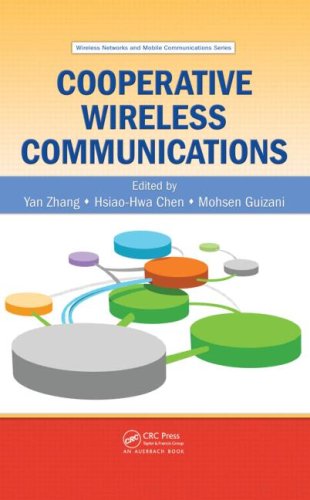 Wireless Networks and Mobile Communications Series
COOPERATIVE
WIRELESS
COMMUNICATIONS
Edited by
Yan Zhang • Hsiao-Hwa Chen • Mohsen Guizani
CRC Press
Taylor & Francis Group
AN AUERBACH BOOK